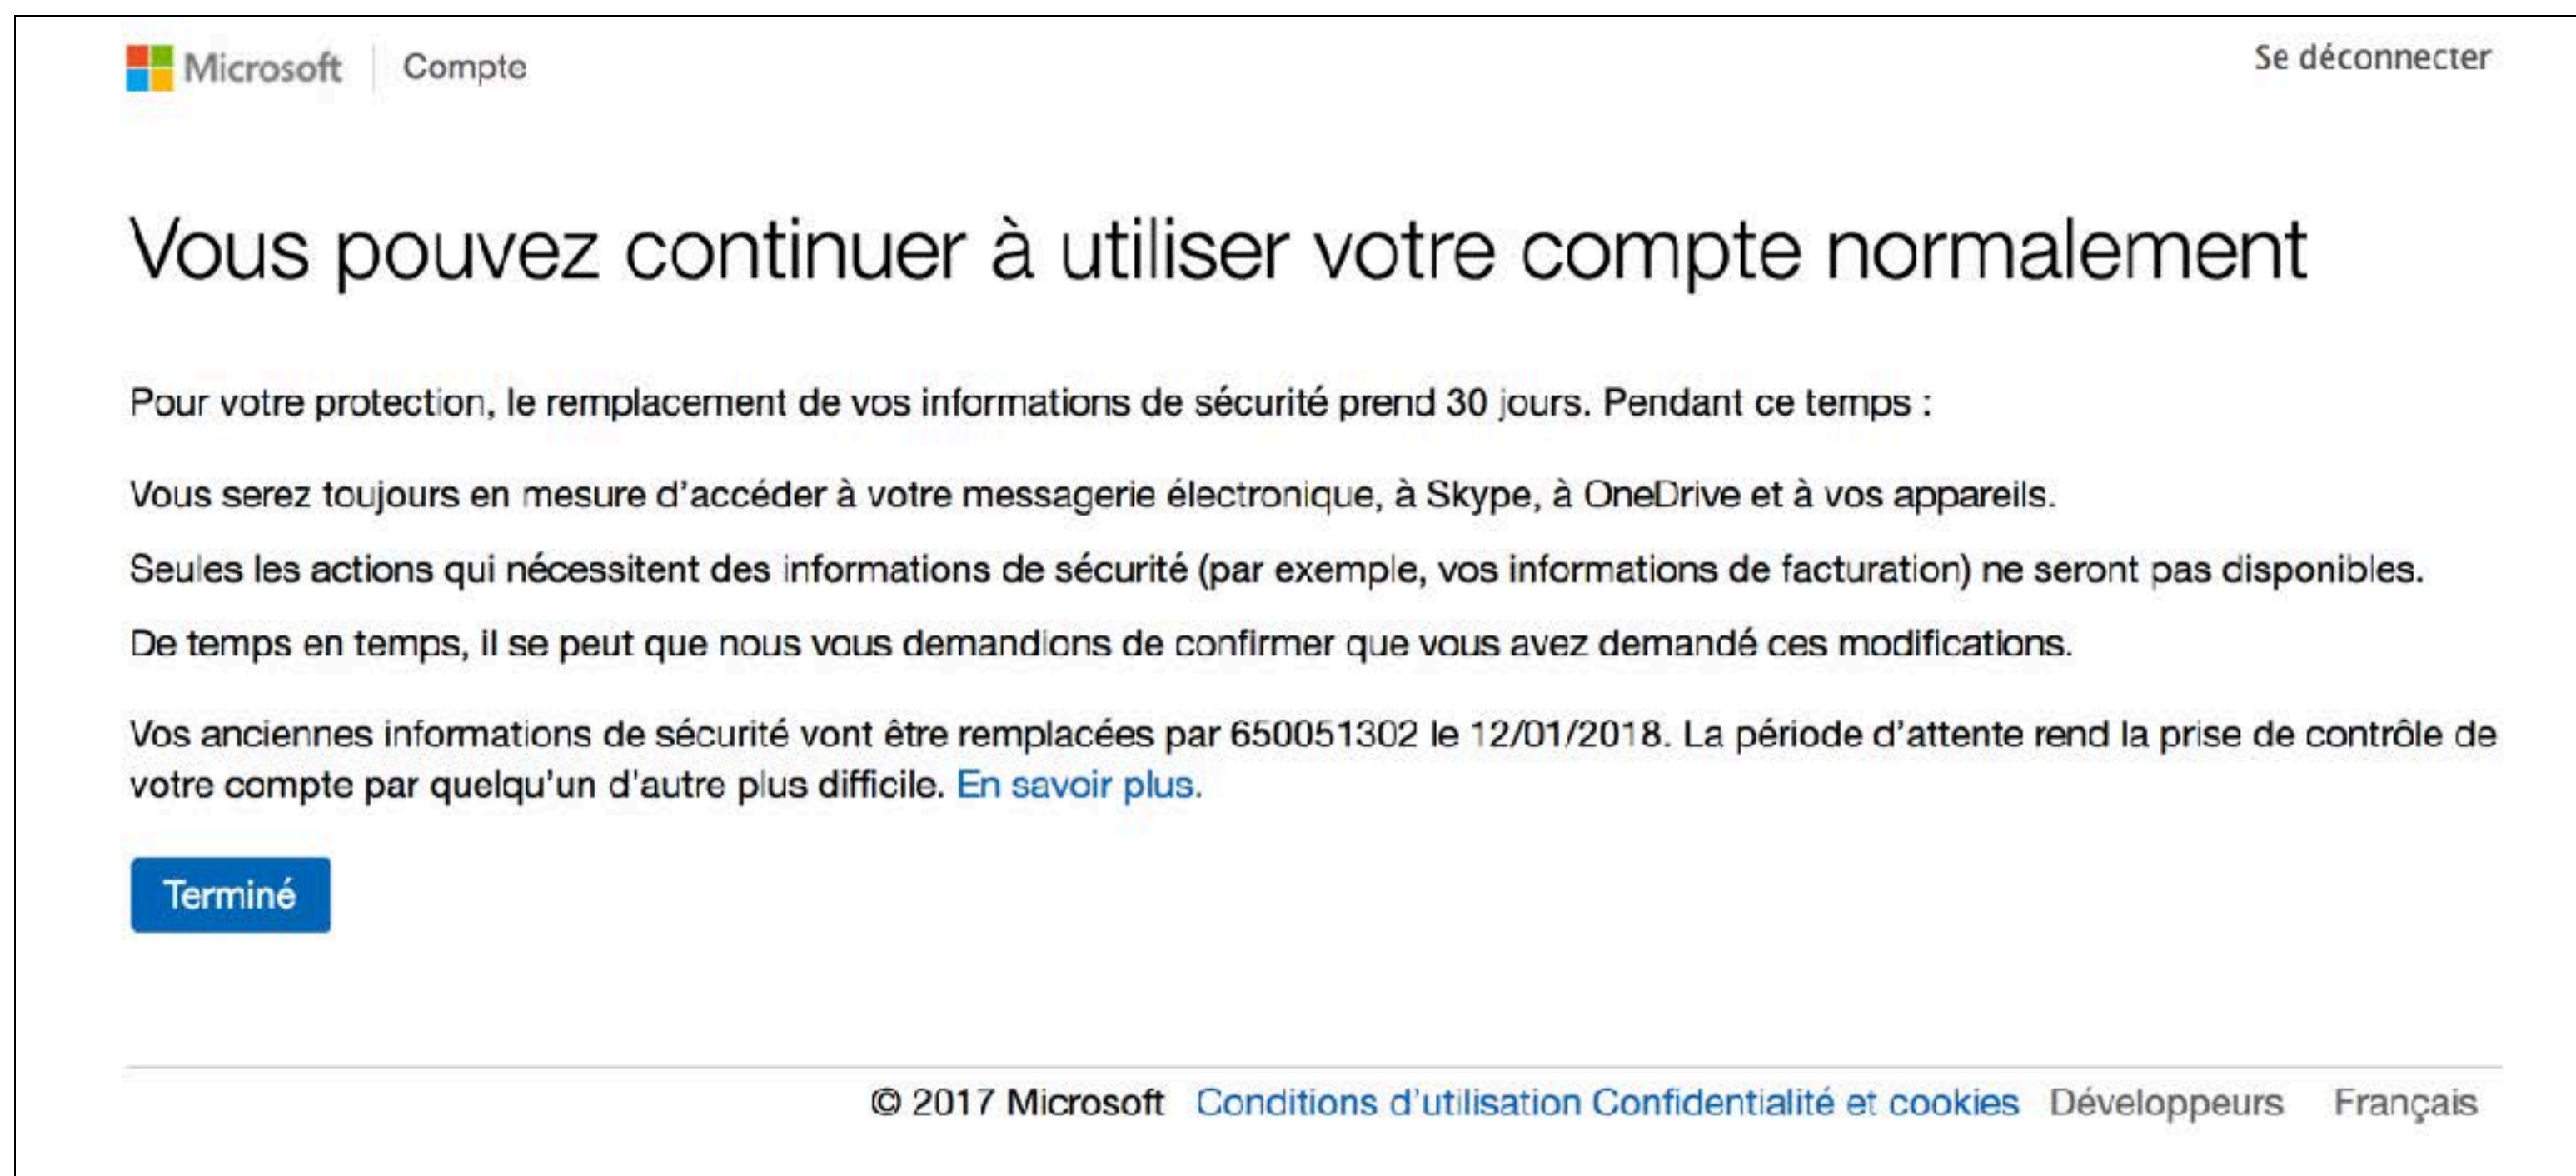 Microsoft Compte Se déconnecter
Vous pouvez continuer à utiliser votre compte normalement
Pour votre protection, le remplacement de vos informations de sécurité prend 30 jours. Pendant ce temps :
Vous serez toujours en mesure d'accéder à votre messagerie électronique, à Skype, à OneDrive et à vos appareils.
Seules les actions qui nécessitent des informations de sécurité (par exemple, vos informations de facturation) ne seront pas disponibles.
De temps en temps, il se peut que nous vous demandions de confirmer que vous avez demandé ces modifications.
Vos anciennes informations de sécurité vont être remplacées par 650051302 le 12/01/2018. La période d'attente rend la prise de contrôle de
votre compte par quelqu'un d'autre plus difficile. En savoir plus.
Terminé
© 2017 Microsoft Conditions d'utilisation Confidentialité et cookies Développeurs Français